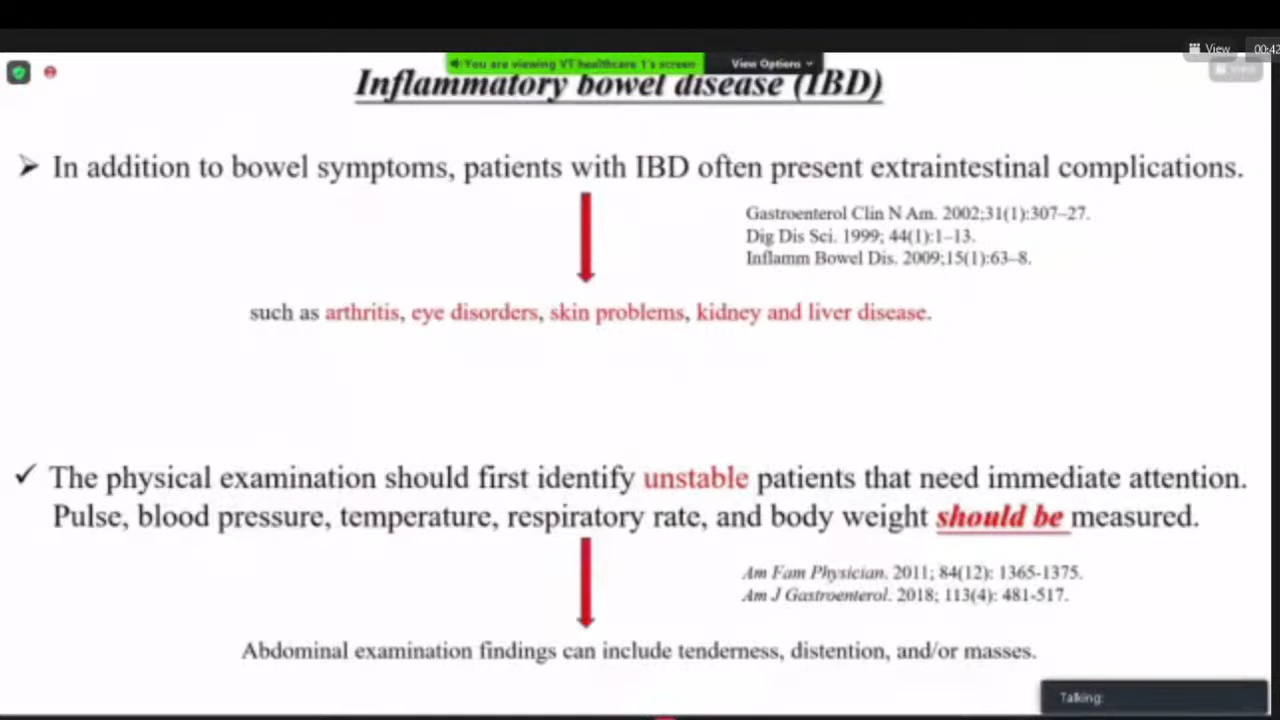 View
00:42
You are viewing VT healthcare 1's screen
View Options
View
Inflammatory bowel disease (IBD)
➢ In addition to bowel symptoms, patients with IBD often present extraintestinal complications.
Gastroenterol Clin N Am. 2002;31(1):307–27.
Dig Dis Sci. 1999; 44(1):1–13.
Inflamm Bowel Dis. 2009;15(1):63–8.
such as arthritis, eye disorders, skin problems, kidney and liver disease.
✓ The physical examination should first identify unstable patients that need immediate attention.
Pulse, blood pressure, temperature, respiratory rate, and body weight should be measured.
Am Fam Physician. 2011; 84(12): 1365-1375.
Am J Gastroenterol. 2018; 113(4): 481-517.
Abdominal examination findings can include tenderness, distention, and/or masses.
Talking: